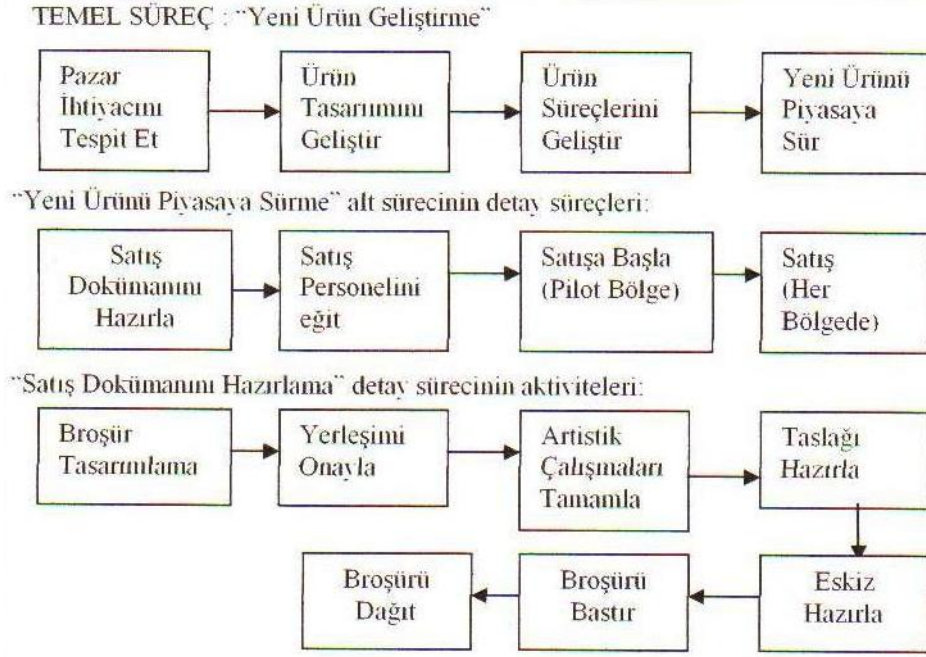 TEMEL SÜREÇ : “Yeni Ürün Geliştirme”
Pazar
İhtiyacını
Tespit Et
Ürün
Tasarımını
Geliştir
Ürün
Süreçlerini
Geliştir
Yeni Ürünü
Piyasaya
Sür
“Yeni Ürünü Piyasaya Sürme” alt sürecinin detay süreçleri:
Satış
Dokümanını
Hazırla
Satış
Personelini
eğit
Satışa Başla
(Pilot Bölge)
Satış
(Her
Bölgede)
“Satış Dokümanını Hazırlama” detay sürecinin aktiviteleri:
Broşür
Tasarımlama
Yerleşimi
Onayla
Artistik
Çalışmaları
Tamamla
Taslağı
Hazırla
Eskiz
Hazırla
Broşürü
Bastır
Broşürü
Dağıt